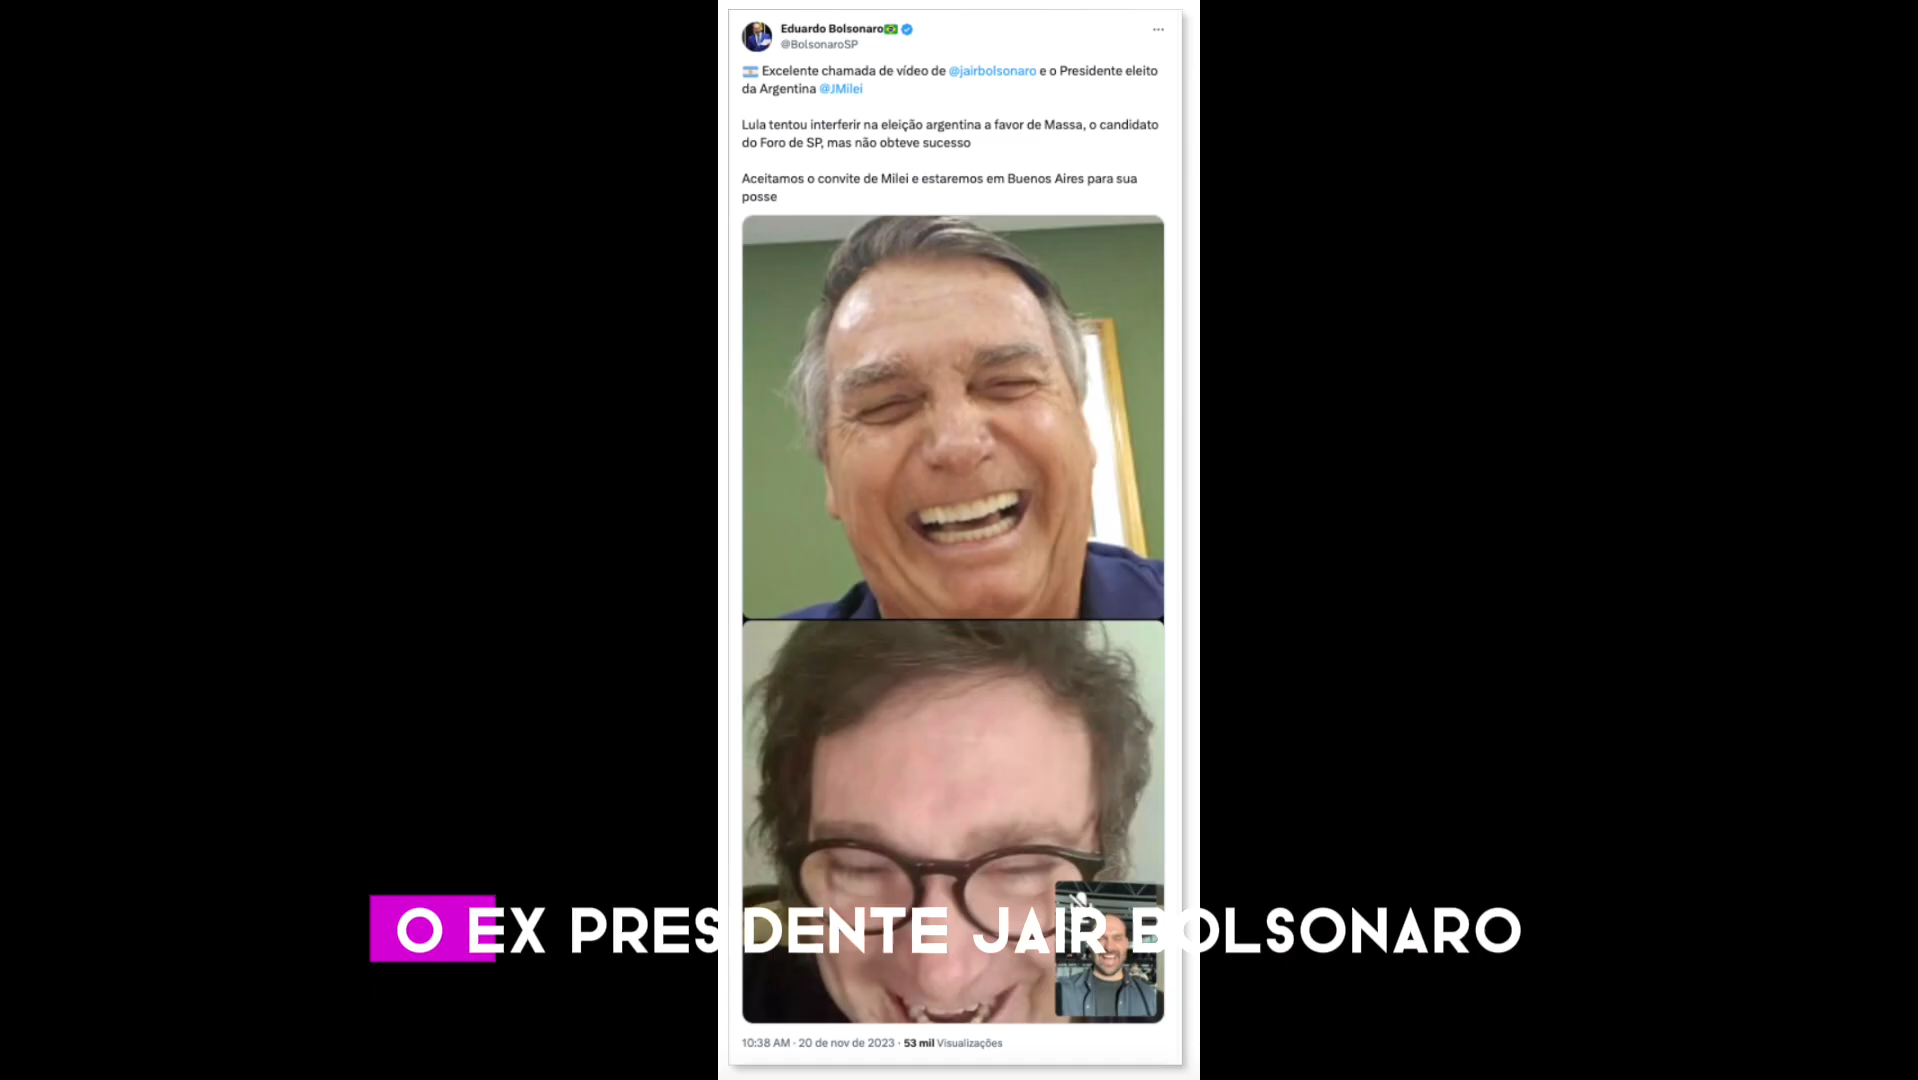 Eduardo Bolsonaro🇧🇷
@BolsonaroSP
🇦🇷 Excelente chamada de vídeo de @jairbolsonaro e o Presidente eleito
da Argentina @JMilei
Lula tentou interferir na eleição argentina a favor de Massa, o candidato
do Foro de SP, mas não obteve sucesso
Aceitamos o convite de Milei e estaremos em Buenos Aires para sua
posse
O EX PRESIDENTE JAIR BOLSONARO
10:38 AM · 20 de nov de 2023 · 53 mil Visualizações